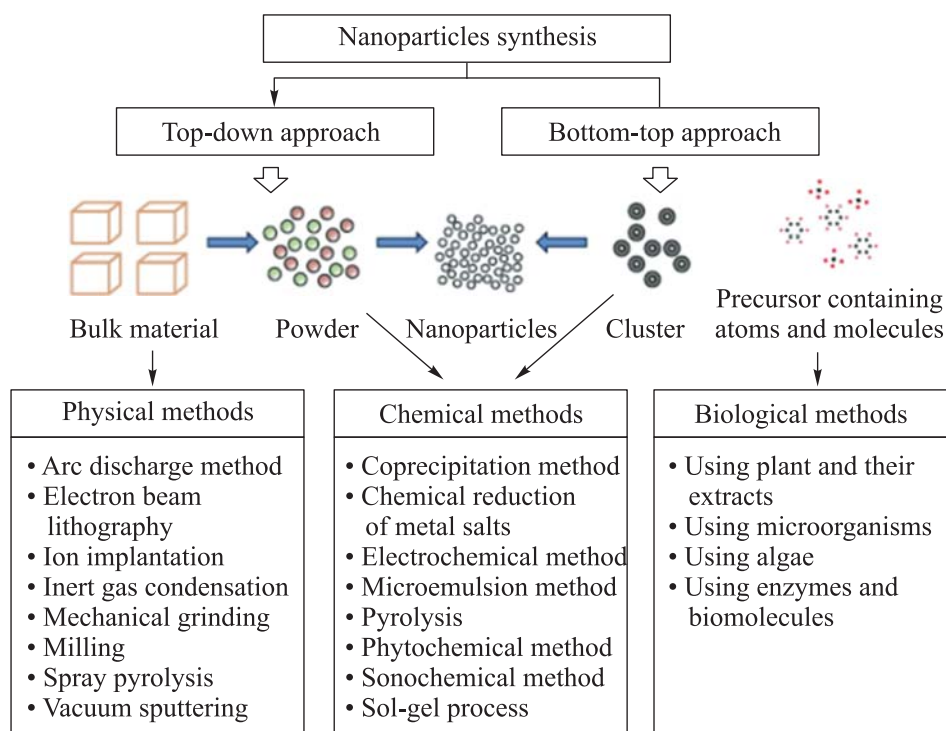 Nanoparticles synthesis
Top-down approach
Bottom-top approach
Bulk material
Powder
Nanoparticles
Cluster
Precursor containing
atoms and molecules
Physical methods
• Arc discharge method
• Electron beam
lithography
• Ion implantation
• Inert gas condensation
• Mechanical grinding
• Milling
• Spray pyrolysis
• Vacuum sputtering
Chemical methods
• Coprecipitation method
• Chemical reduction
of metal salts
• Electrochemical method
• Microemulsion method
• Pyrolysis
• Phytochemical method
• Sonochemical method
• Sol-gel process
Biological methods
• Using plant and their
extracts
• Using microorganisms
• Using algae
• Using enzymes and
biomolecules